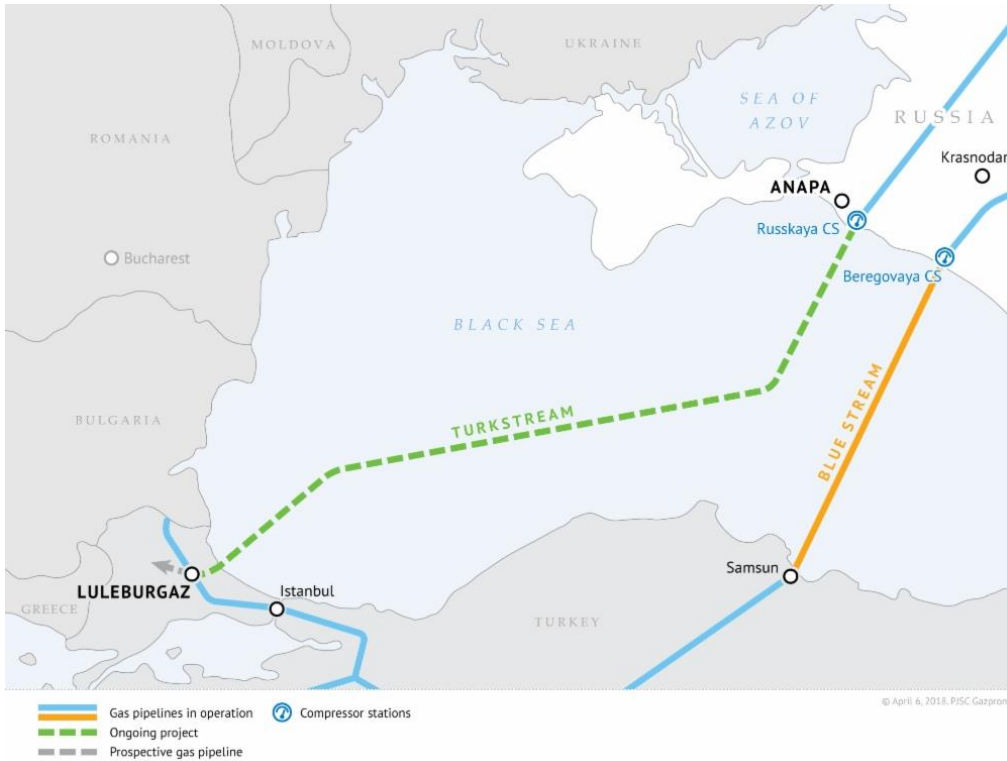 MOLDOVA
UKRAINE
SEA OF
AZOV
RUSSIA
ROMANIA
Krasnodar
ANAPA
Russkaya CS
Bucharest
Beregovaya CS
BLACK SEA
BLUE STREAM
TURKSTREAM
BULGARIA
LULEBURGAZ
Istanbul
Samsun
GREECE
TURKEY
© April 6, 2018, PJSC Gazprom
Gas pipelines in operation
Compressor stations
Ongoing project
Prospective gas pipeline